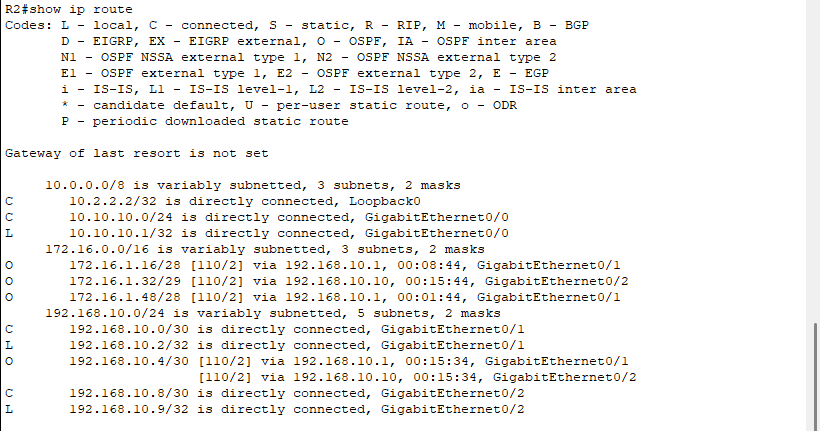 R2#show ip route
Codes: L - local, C - connected, S - static, R - RIP, M - mobile, B - BGP
       D - EIGRP, EX - EIGRP external, O - OSPF, IA - OSPF inter area
       N1 - OSPF NSSA external type 1, N2 - OSPF NSSA external type 2
       E1 - OSPF external type 1, E2 - OSPF external type 2, E - EGP
       i - IS-IS, L1 - IS-IS level-1, L2 - IS-IS level-2, ia - IS-IS inter area
       * - candidate default, U - per-user static route, o - ODR
       P - periodic downloaded static route
Gateway of last resort is not set
     10.0.0.0/8 is variably subnetted, 3 subnets, 2 masks
C       10.2.2.2/32 is directly connected, Loopback0
C       10.10.10.0/24 is directly connected, GigabitEthernet0/0
L       10.10.10.1/32 is directly connected, GigabitEthernet0/0
     172.16.0.0/16 is variably subnetted, 3 subnets, 2 masks
O       172.16.1.16/28 [110/2] via 192.168.10.1, 00:08:44, GigabitEthernet0/1
O       172.16.1.32/29 [110/2] via 192.168.10.10, 00:15:44, GigabitEthernet0/2
O       172.16.1.48/28 [110/2] via 192.168.10.1, 00:01:44, GigabitEthernet0/1
     192.168.10.0/24 is variably subnetted, 5 subnets, 2 masks
C       192.168.10.0/30 is directly connected, GigabitEthernet0/1
L       192.168.10.2/32 is directly connected, GigabitEthernet0/1
O       192.168.10.4/30 [110/2] via 192.168.10.1, 00:15:34, GigabitEthernet0/1
                        [110/2] via 192.168.10.10, 00:15:34, GigabitEthernet0/2
C       192.168.10.8/30 is directly connected, GigabitEthernet0/2
L       192.168.10.9/32 is directly connected, GigabitEthernet0/2